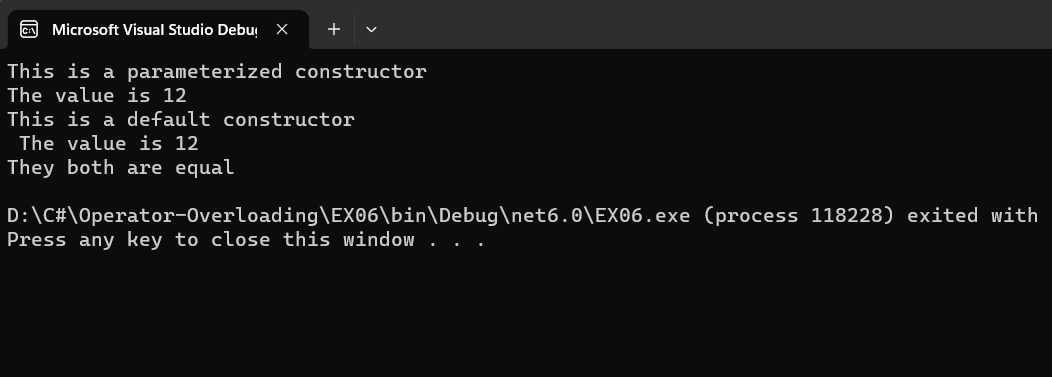 Microsoft Visual Studio Debu
This is a parameterized constructor
The value is 12
This is a default constructor
The value is 12
They both are equal
D:\C#\Operator-Overloading\EX06\bin\Debug\net6.0\EX06.exe (process 118228) exited with
Press any key to close this window . . .